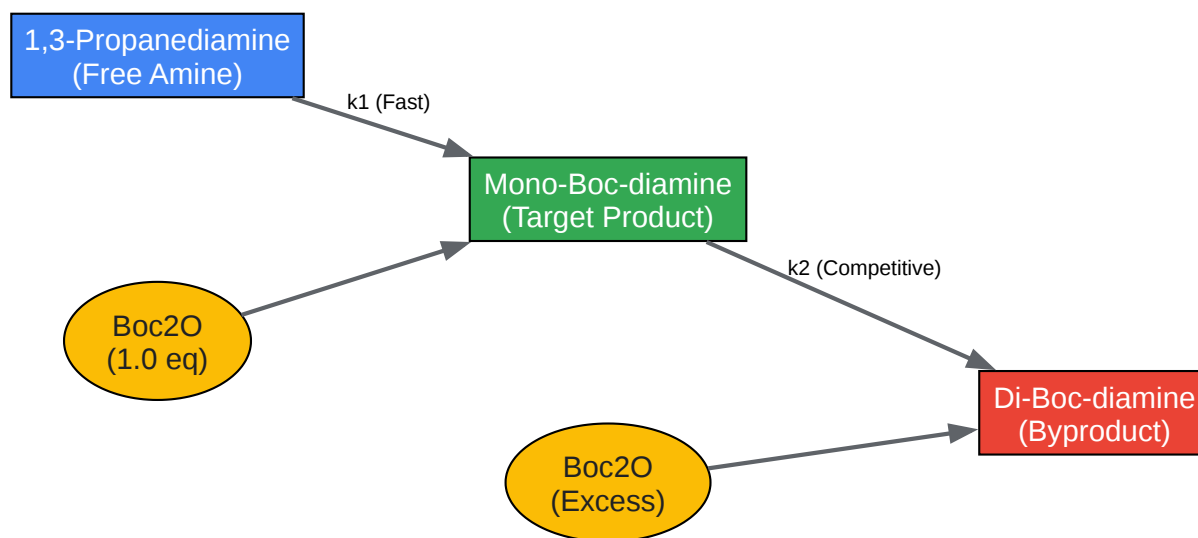 1,3-Propanediamine
(Free Amine)
k1 (Fast)
Mono-Boc-diamine
(Target Product)
k2 (Competitive)
Boc2O
(1.0 eq)
Di-Boc-diamine
(Byproduct)
Boc2O
(Excess)